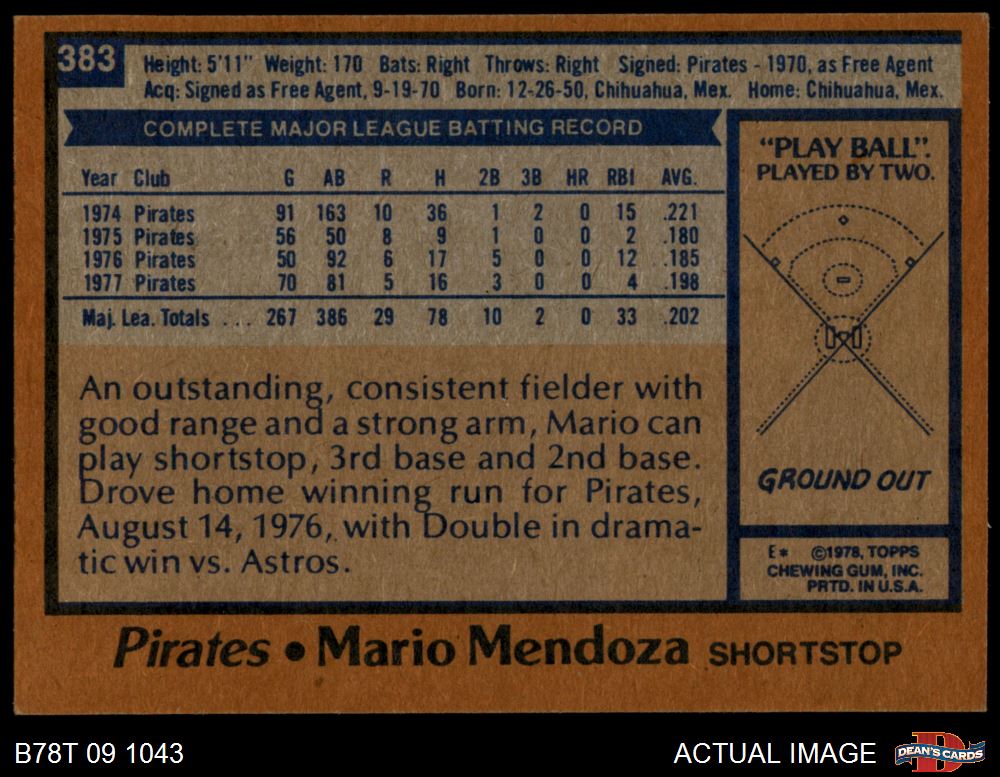 383
Height: 5'11" Weight: 170 Bats: Right Throws: Right Signed: Pirates - 1970, as Free Agent
Acq: Signed as Free Agent, 9-19-70 Born: 12-26-50, Chihuahua, Mex. Home: Chihuahua, Mex.
COMPLETE MAJOR LEAGUE BATTING RECORD
Year Club G AB R H 2B 3B HR RBI AVG.
1974 Pirates 91 163 10 36 1 2 0 15 .221
1975 Pirates 56 50 8 9 1 0 0 2 .180
1976 Pirates 50 92 6 17 5 0 0 12 .185
1977 Pirates 70 81 5 16 3 0 0 4 .198
Maj. Lea. Totals ... 267 386 29 78 10 2 0 33 .202
An outstanding, consistent fielder with
good range and a strong arm, Mario can
play shortstop, 3rd base and 2nd base.
Drove home winning run for Pirates,
August 14, 1976, with Double in drama-
tic win vs. Astros.
"PLAY BALL".
PLAYED BY TWO.
GROUND OUT
E* ©1978, TOPPS
CHEWING GUM, INC.
PRTD. IN U.S.A.
Pirates • Mario Mendoza SHORTSTOP
B78T 09 1043
ACTUAL IMAGE
D
DEAN'S CARDS